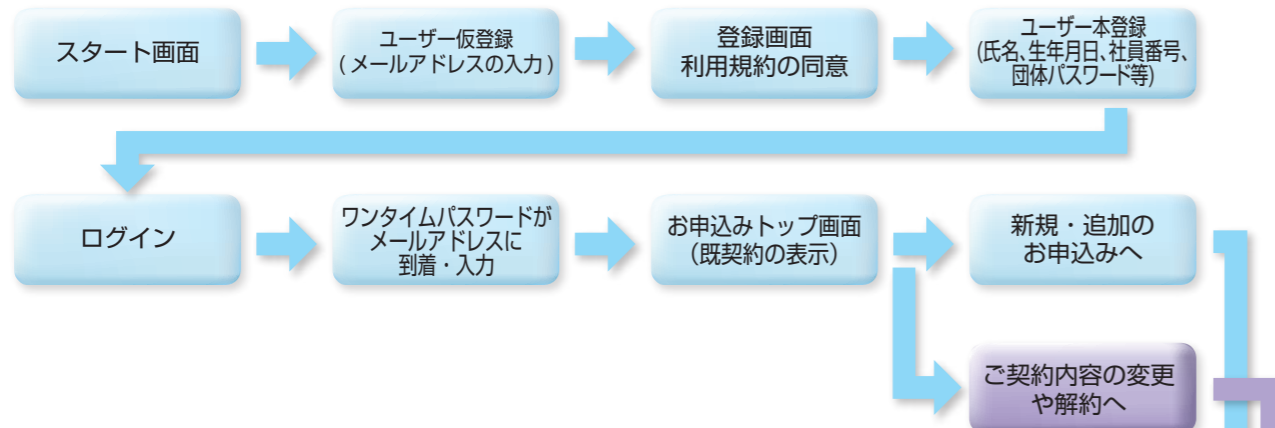 スタート画面
ユーザー仮登録
(メールアドレスの入力)
登録画面
利用規約の同意
ユーザー本登録
(氏名、生年月日、社員番号、
団体パスワード等)
ログイン
ワンタイムパスワードが
メールアドレスに
到着・入力
お申込みトップ画面
(既契約の表示)
新規・追加の
お申込みへ
ご契約内容の変更
や解約へ